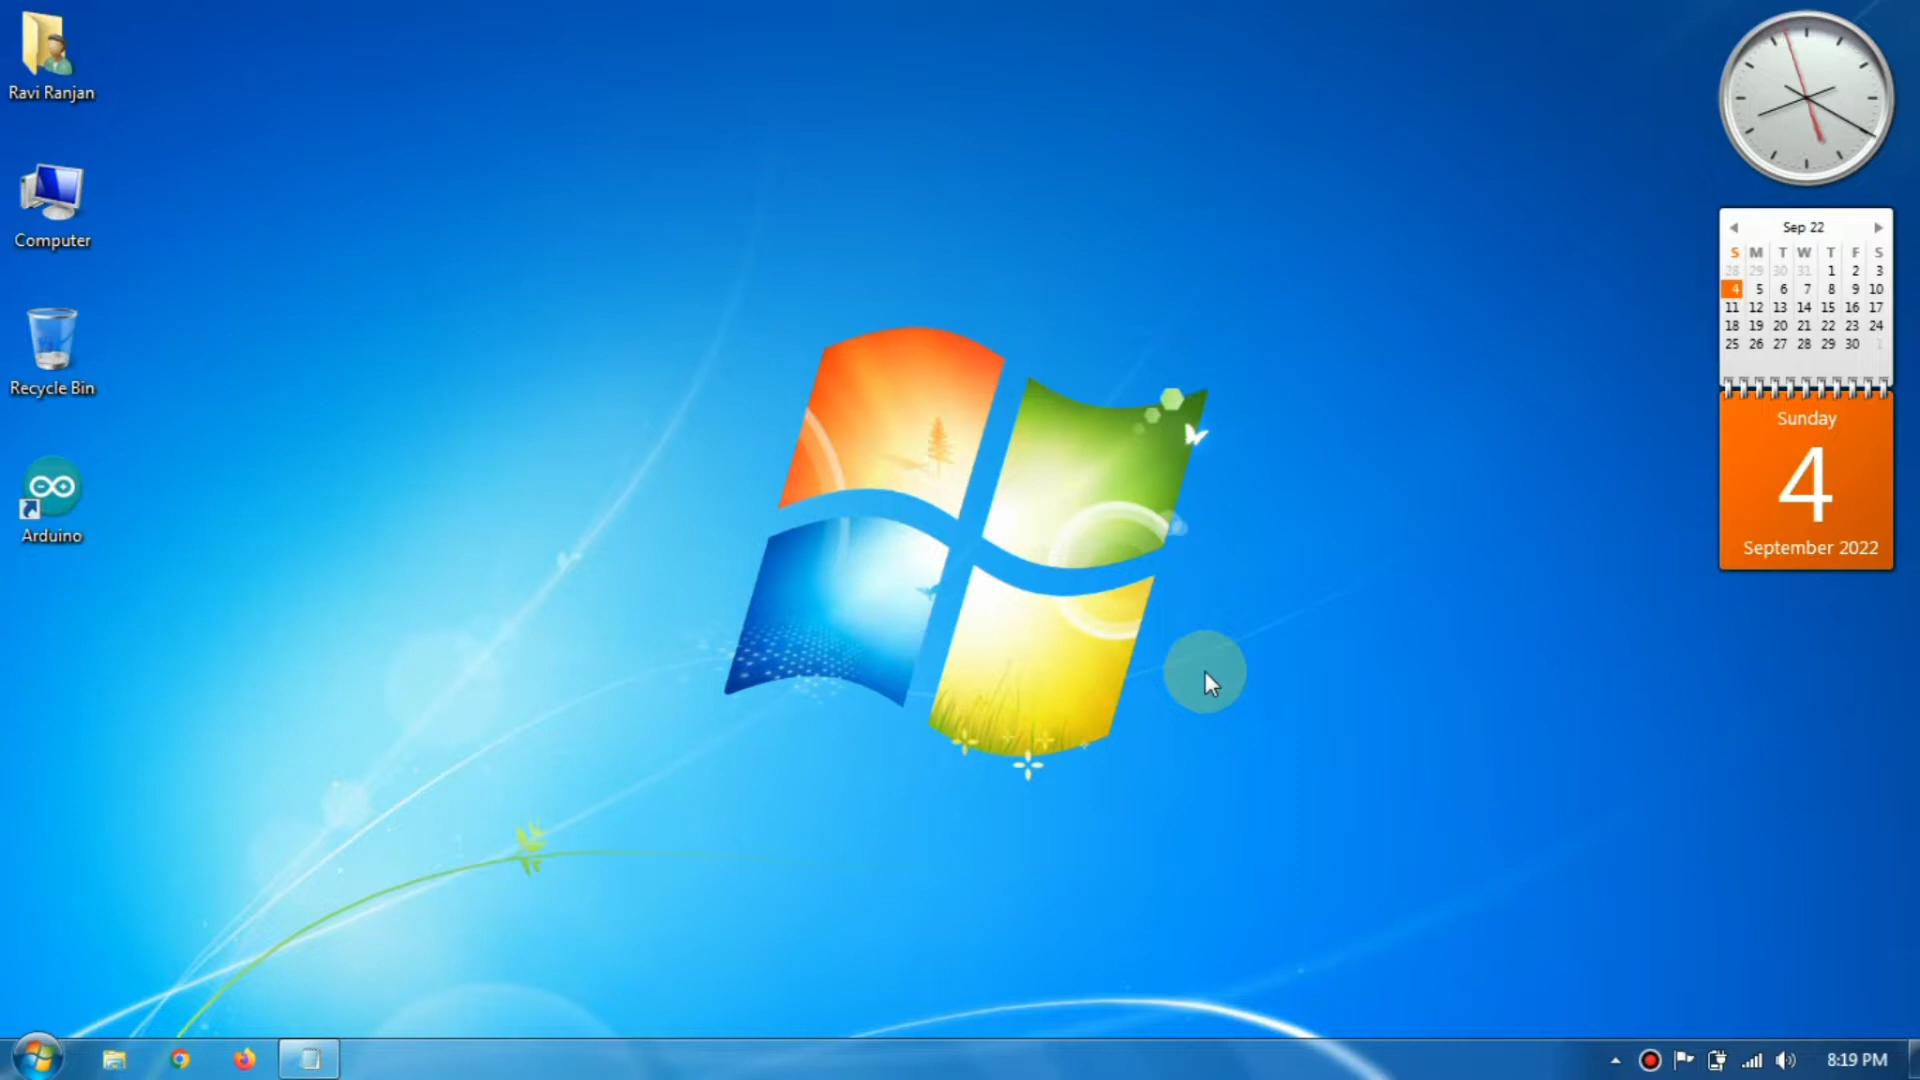 Ravi Ranjan
Computer
Recycle Bin
Arduino
Sep 22
S M T W T F S
28 29 30 31 1 2 3
4 5 6 7 8 9 10
11 12 13 14 15 16 17
18 19 20 21 22 23 24
25 26 27 28 29 30 1
Sunday
4
September 2022
8:19 PM